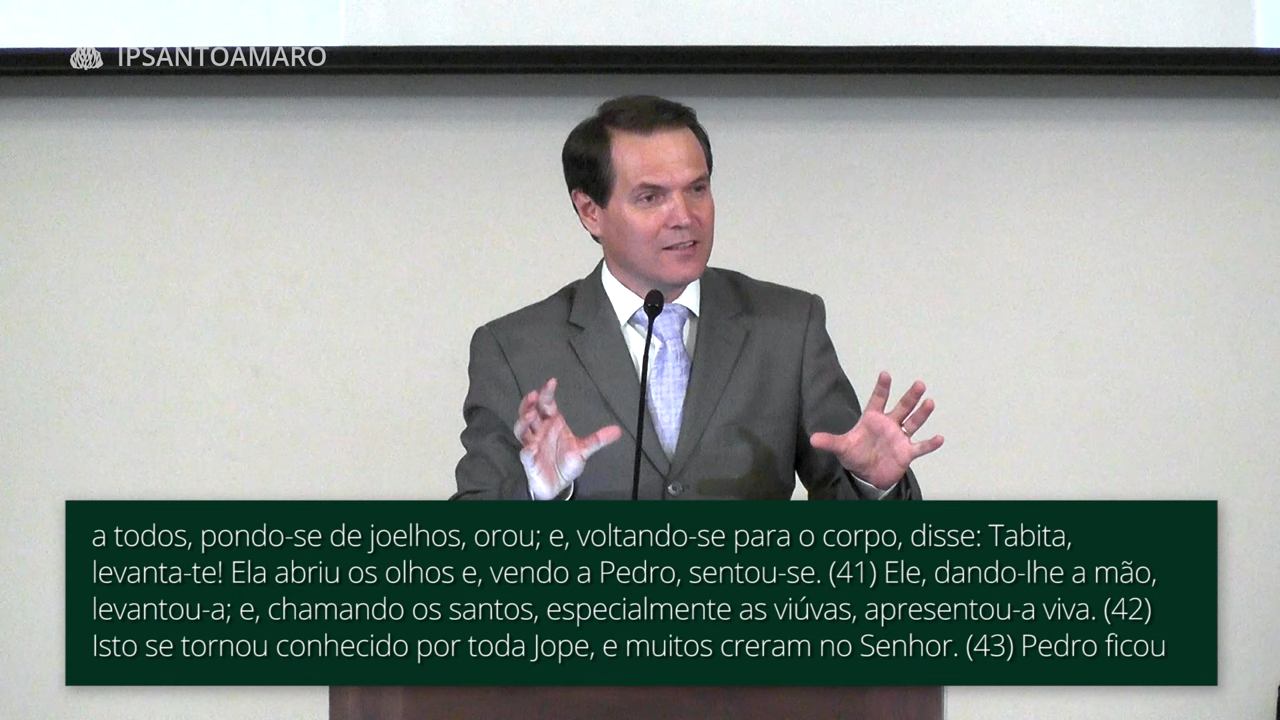 IPSANTOAMARO
a todos, pondo-se de joelhos, orou; e, voltando-se para o corpo, disse: Tabita,
levanta-te! Ela abriu os olhos e, vendo a Pedro, sentou-se. (41) Ele, dando-lhe a mão,
levantou-a; e, chamando os santos, especialmente as viúvas, apresentou-a viva. (42)
Isto se tornou conhecido por toda Jope, e muitos creram no Senhor. (43) Pedro ficou